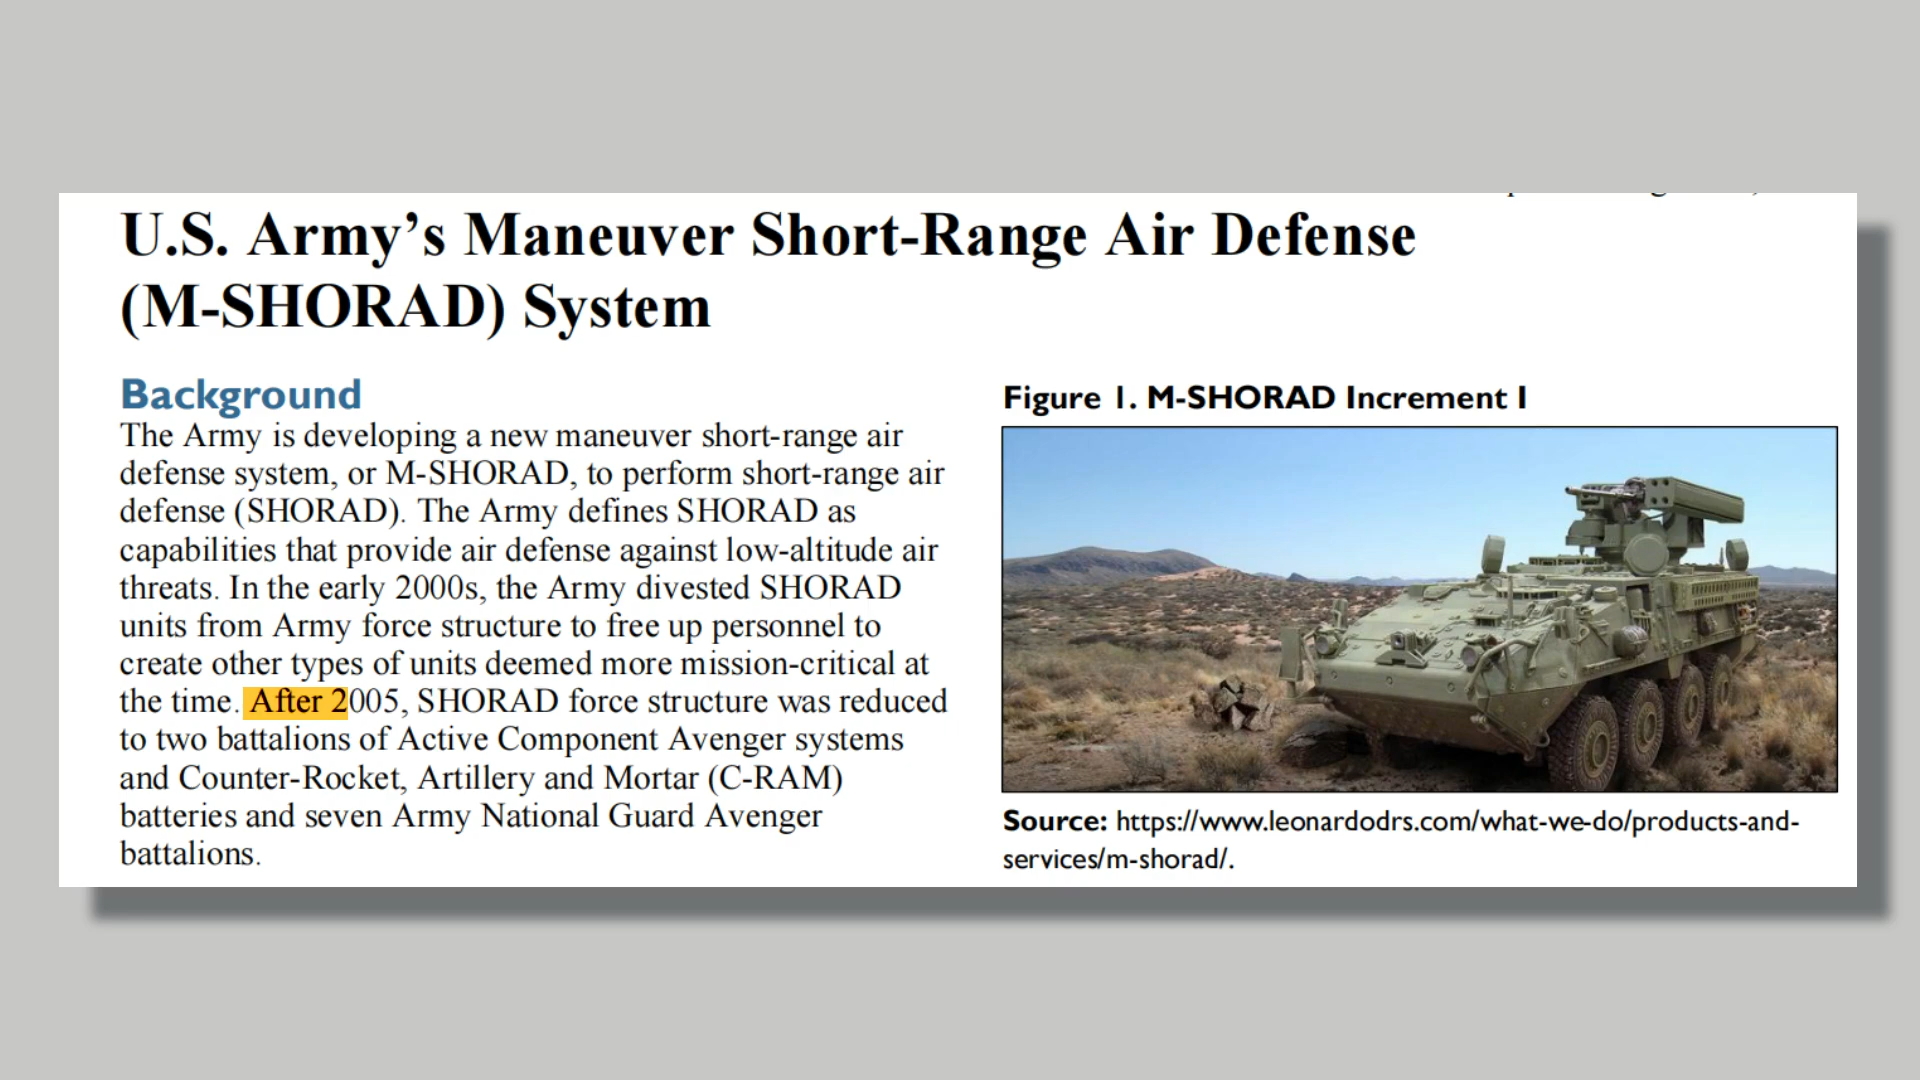 U.S. Army’s Maneuver Short-Range Air Defense
(M-SHORAD) System
Background
The Army is developing a new maneuver short-range air
defense system, or M-SHORAD, to perform short-range air
defense (SHORAD). The Army defines SHORAD as
capabilities that provide air defense against low-altitude air
threats. In the early 2000s, the Army divested SHORAD
units from Army force structure to free up personnel to
create other types of units deemed more mission-critical at
the time. After 2005, SHORAD force structure was reduced
to two battalions of Active Component Avenger systems
and Counter-Rocket, Artillery and Mortar (C-RAM)
batteries and seven Army National Guard Avenger
battalions.
Figure 1. M-SHORAD Increment I
Source: https://www.leonardodrs.com/what-we-do/products-and-
services/m-shorad/.